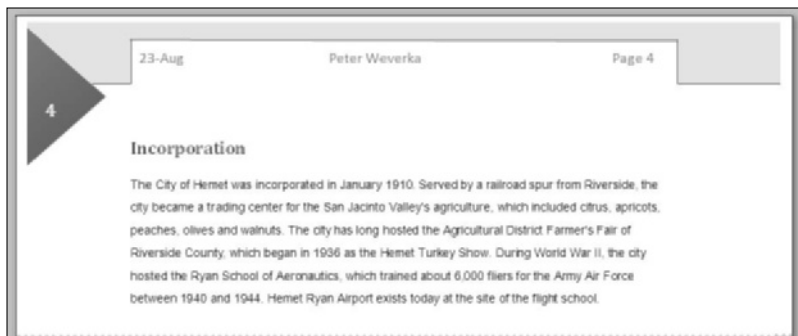 23-Aug Peter Weverka Page 4
4
Incorporation
The City of Hemet was incorporated in January 1910. Served by a railroad spur from Riverside, the
city became a trading center for the San Jacinto Valley's agriculture, which included citrus, apricots,
peaches, olives and walnuts. The city has long hosted the Agricultural District Farmer's Fair of
Riverside County, which began in 1936 as the Hemet Turkey Show. During World War II, the city
hosted the Ryan School of Aeronautics, which trained about 6,000 fliers for the Army Air Force
between 1940 and 1944. Hemet Ryan Airport exists today at the site of the flight school.